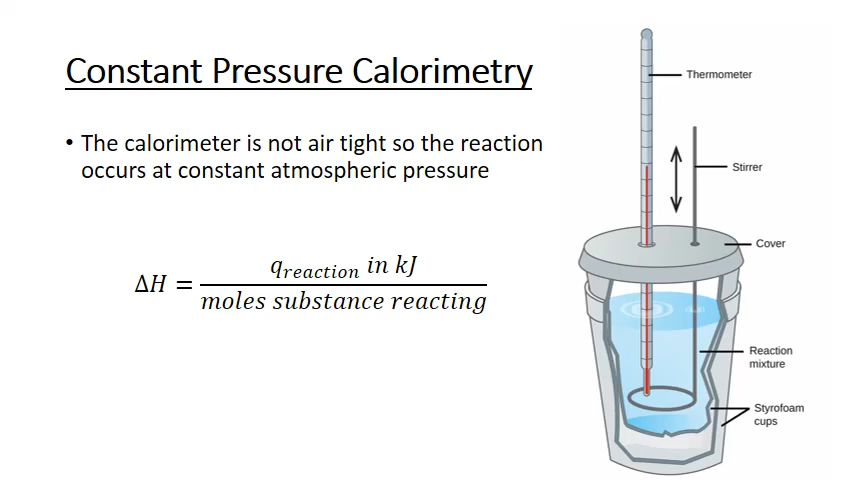 Constant Pressure Calorimetry
• The calorimeter is not air tight so the reaction
occurs at constant atmospheric pressure
ΔH = q_reaction in kJ / moles substance reacting
Thermometer
Stirrer
Cover
Reaction
mixture
Styrofoam
cups